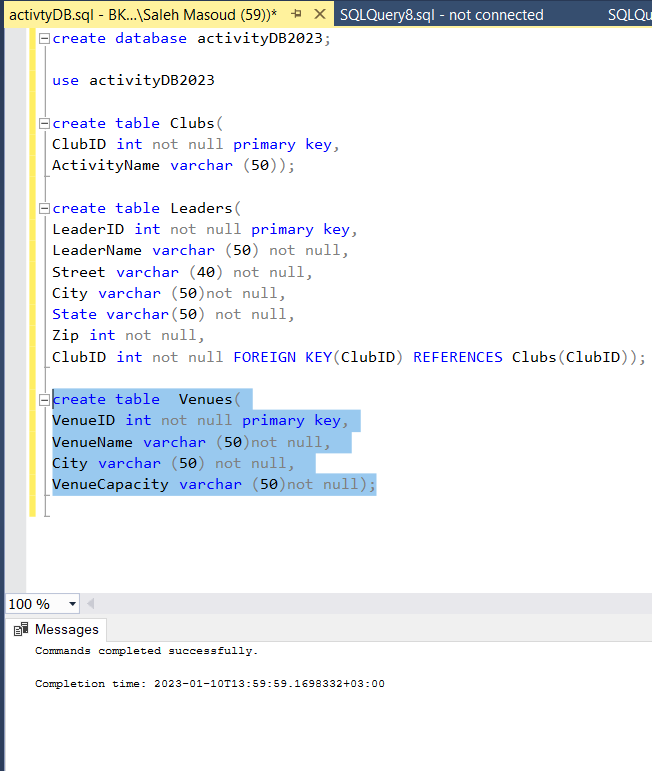 activtyDB.sql - BK...\Saleh Masoud (59))* SQLQuery8.sql - not connected SQLQu
create database activityDB2023;
use activityDB2023
create table Clubs(
ClubID int not null primary key,
ActivityName varchar (50));
create table Leaders(
LeaderID int not null primary key,
LeaderName varchar (50) not null,
Street varchar (40) not null,
City varchar (50)not null,
State varchar(50) not null,
Zip int not null,
ClubID int not null FOREIGN KEY(ClubID) REFERENCES Clubs(ClubID));
create table  Venues(
VenueID int not null primary key,
VenueName varchar (50)not null,
City varchar (50) not null,
VenueCapacity varchar (50)not null);
100 %
Messages
Commands completed successfully.
Completion time: 2023-01-10T13:59:59.1698332+03:00